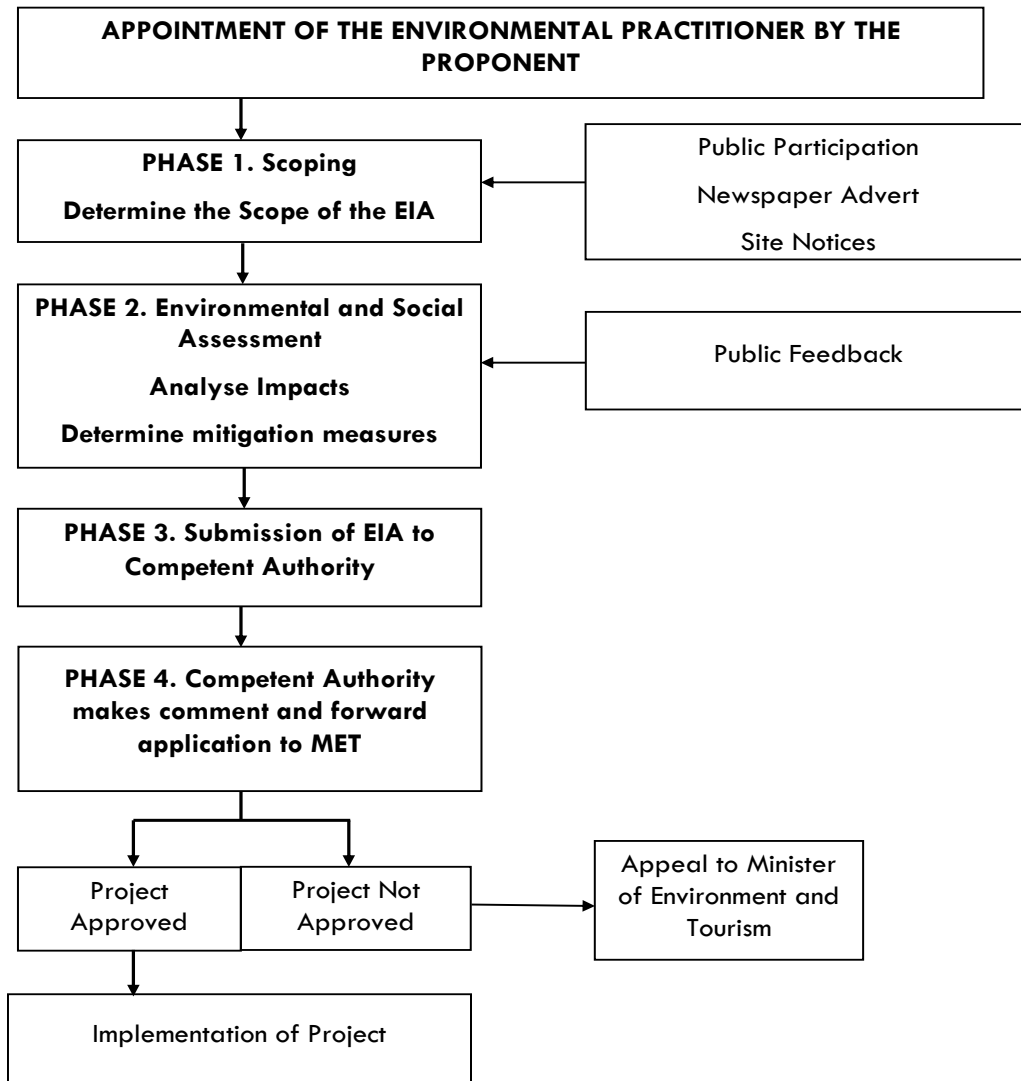 APPOINTMENT OF THE ENVIRONMENTAL PRACTITIONER BY THE
PROPONENT
PHASE 1. Scoping
Determine the Scope of the EIA
Public Participation
Newspaper Advert
Site Notices
PHASE 2. Environmental and Social
Assessment
Analyse Impacts
Determine mitigation measures
Public Feedback
PHASE 3. Submission of EIA to
Competent Authority
PHASE 4. Competent Authority
makes comment and forward
application to MET
Project
Approved
Project Not
Approved
Appeal to Minister
of Environment and
Tourism
Implementation of Project